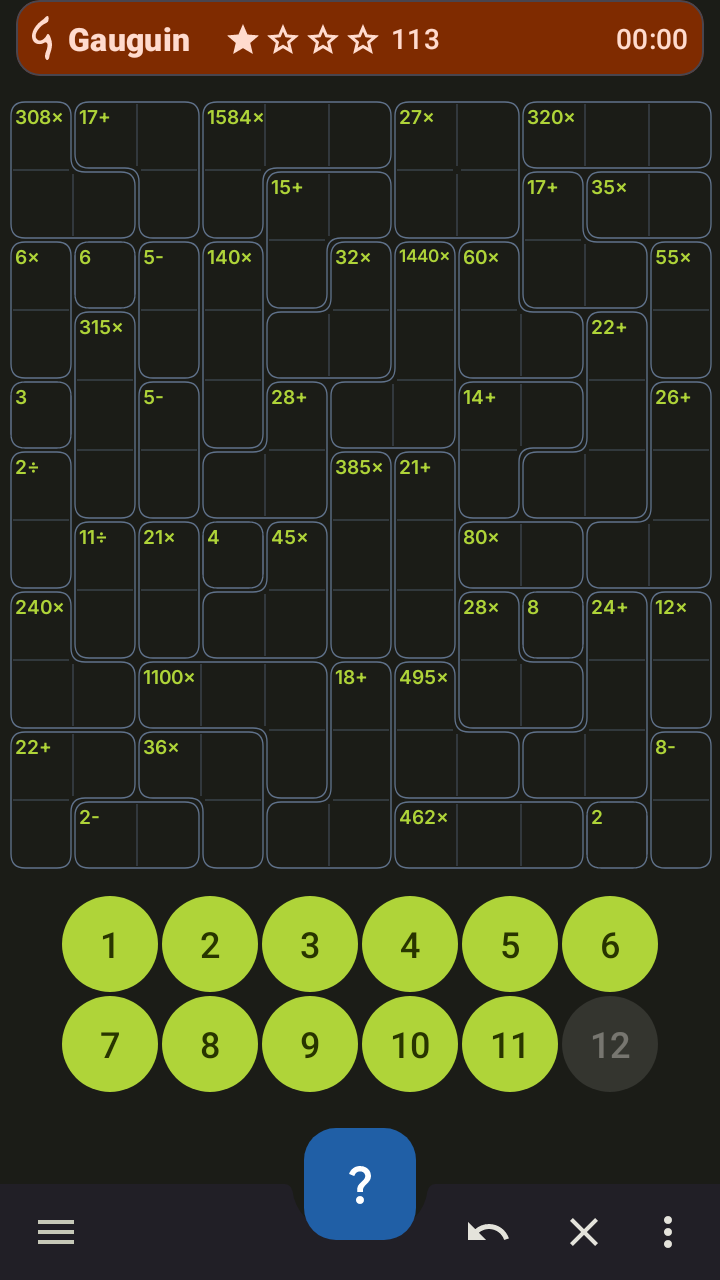 Gauguin 113 00:00
308× 17+ 1584× 27× 320×
15+ 17+ 35×
6× 6 5- 140× 32× 1440× 60× 55×
315× 22+
3 5- 28+ 14+ 26+
2÷ 385× 21+
11÷ 21× 4 45× 80×
240× 28× 8 24+ 12×
1100× 18+ 495×
22+ 36× 8-
2- 462× 2
1 2 3 4 5 6
7 8 9 10 11 12
?